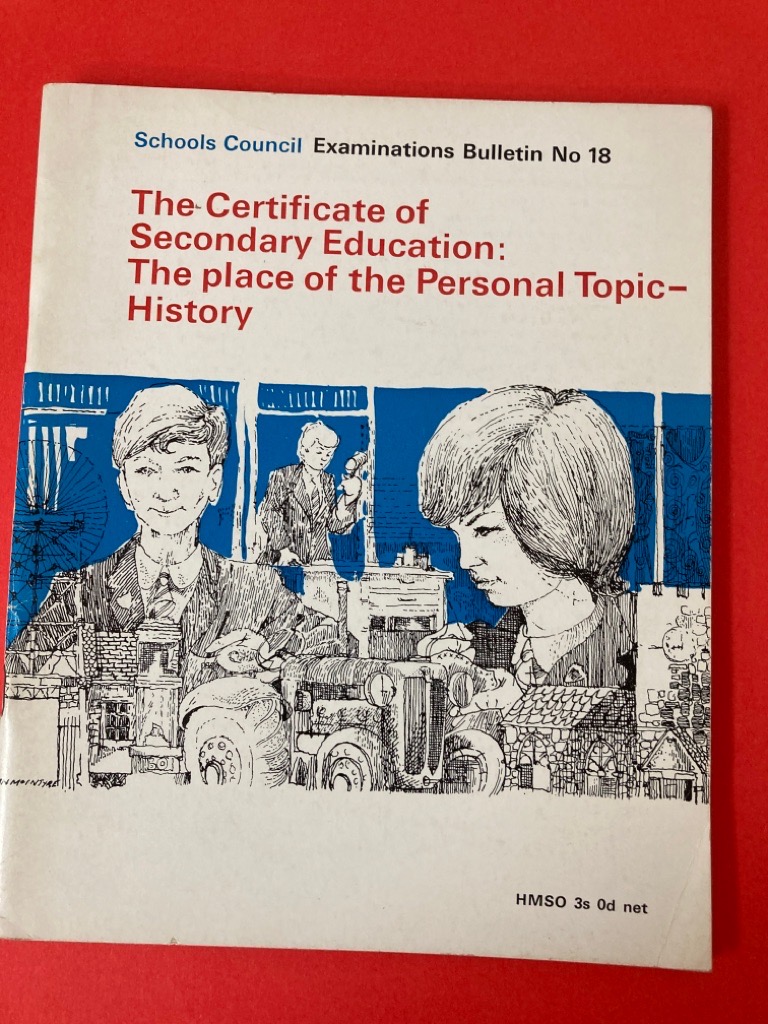 Schools Council Examinations Bulletin No 18
The Certificate of
Secondary Education:
The place of the Personal Topic–
History
McINTYRE
HMSO 3s 0d net